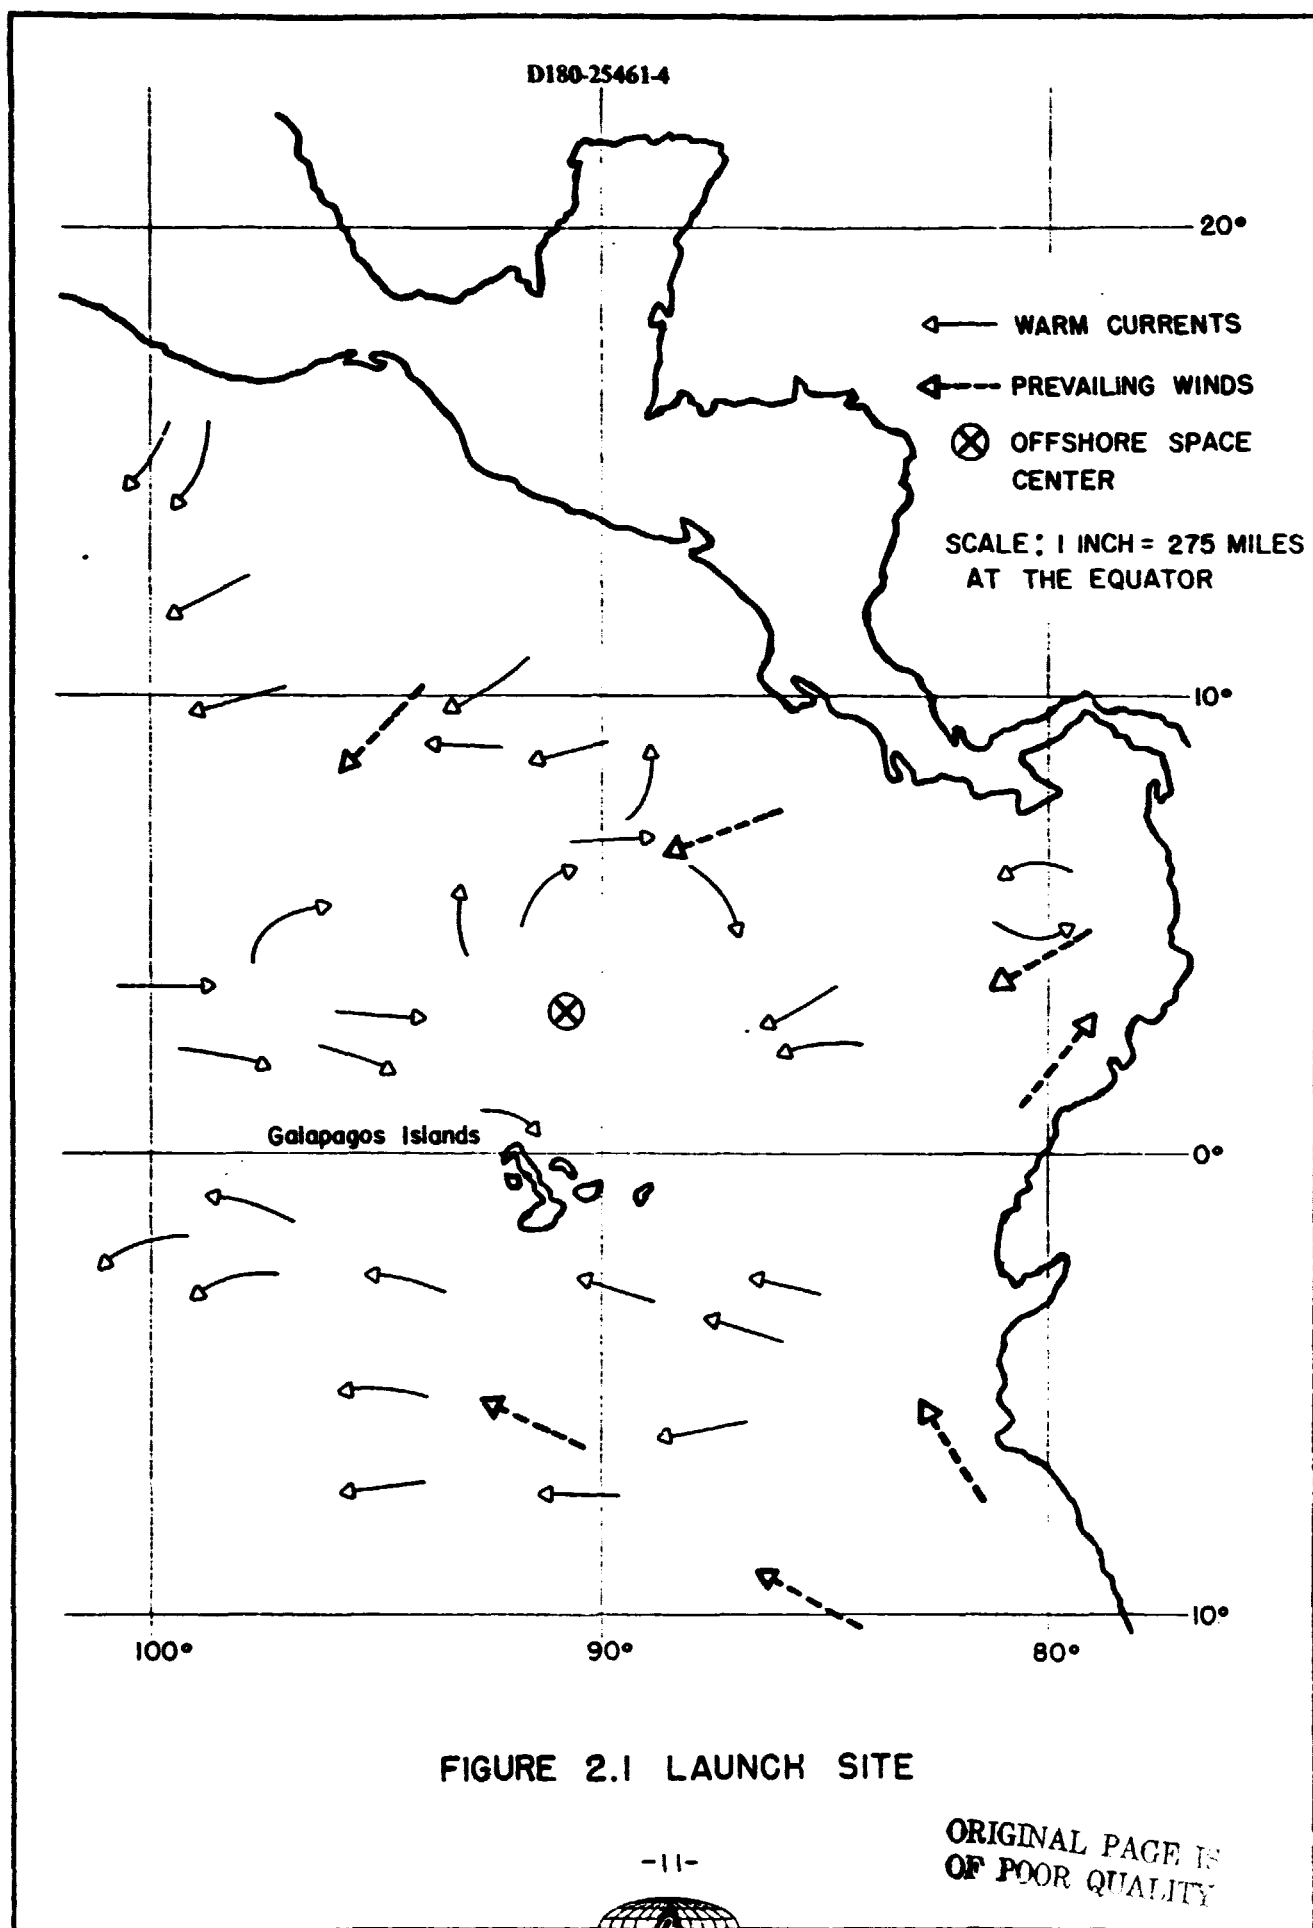 D180-25461-4
20°
WARM CURRENTS
PREVAILING WINDS
OFFSHORE SPACE
CENTER
SCALE: 1 INCH = 275 MILES
AT THE EQUATOR
10°
Galapagos Islands
0°
10°
100°
90°
80°
FIGURE 2.1 LAUNCH SITE
ORIGINAL PAGE IS
OF POOR QUALITY
-11-